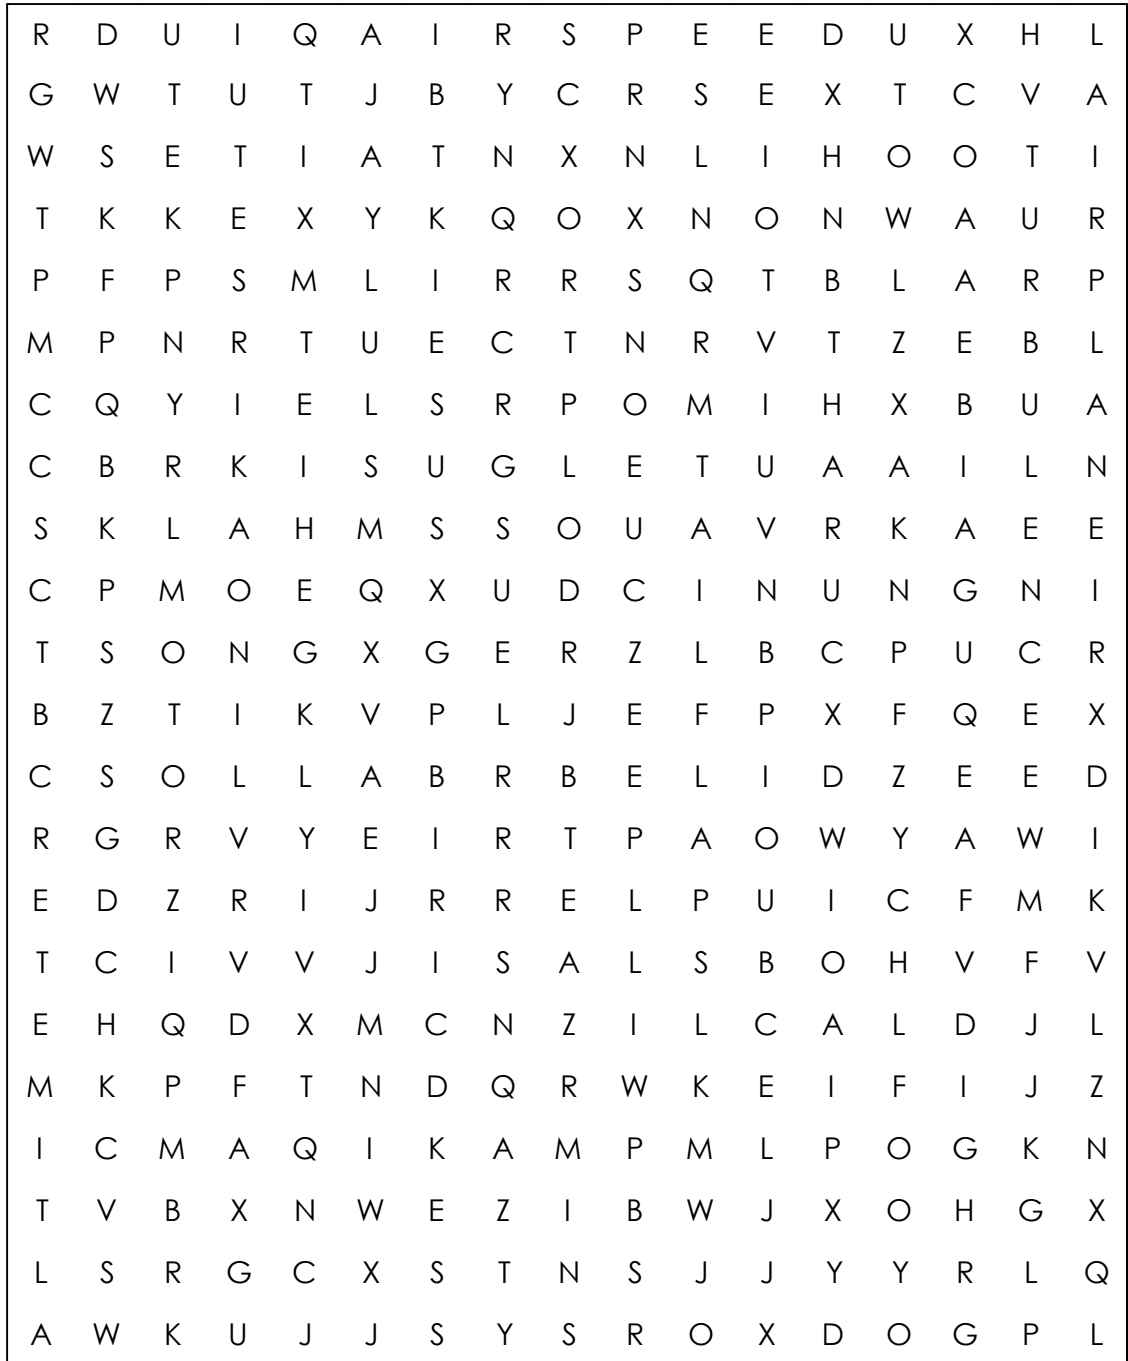 R D U I Q A I R S P E E D U X H L
G W T U T J B Y C R S E X T C V A
W S E T I A T N X N L I H O O T I
T K K E X Y K Q O X N O N W A U R
P F P S M L I R R S Q T B L A R P
M P N R T U E C T N R V T Z E B L
C Q Y I E L S R P O M I H X B U A
C B R K I S U G L E T U A A I L N
S K L A H M S S O U A V R K A E E
C P M O E Q X U D C I N U N G N I
T S O N G X G E R Z L B C P U C R
B Z T I K V P L J E F P X F Q E X
C S O L L A B R B E L I D Z E E D
R G R V Y E I R T P A O W Y A W I
E D Z R I J R R E L P U I C F M K
T C I V V J I S A L S B O H V F V
E H Q D X M C N Z I L C A L D J L
M K P F T N D Q R W K E I F I J Z
I C M A Q I K A M P M L P O G K N
T V B X N W E Z I B W J X O H G X
L S R G C X S T N S J J Y Y R L Q
A W K U J J S Y S R O X D O G P L